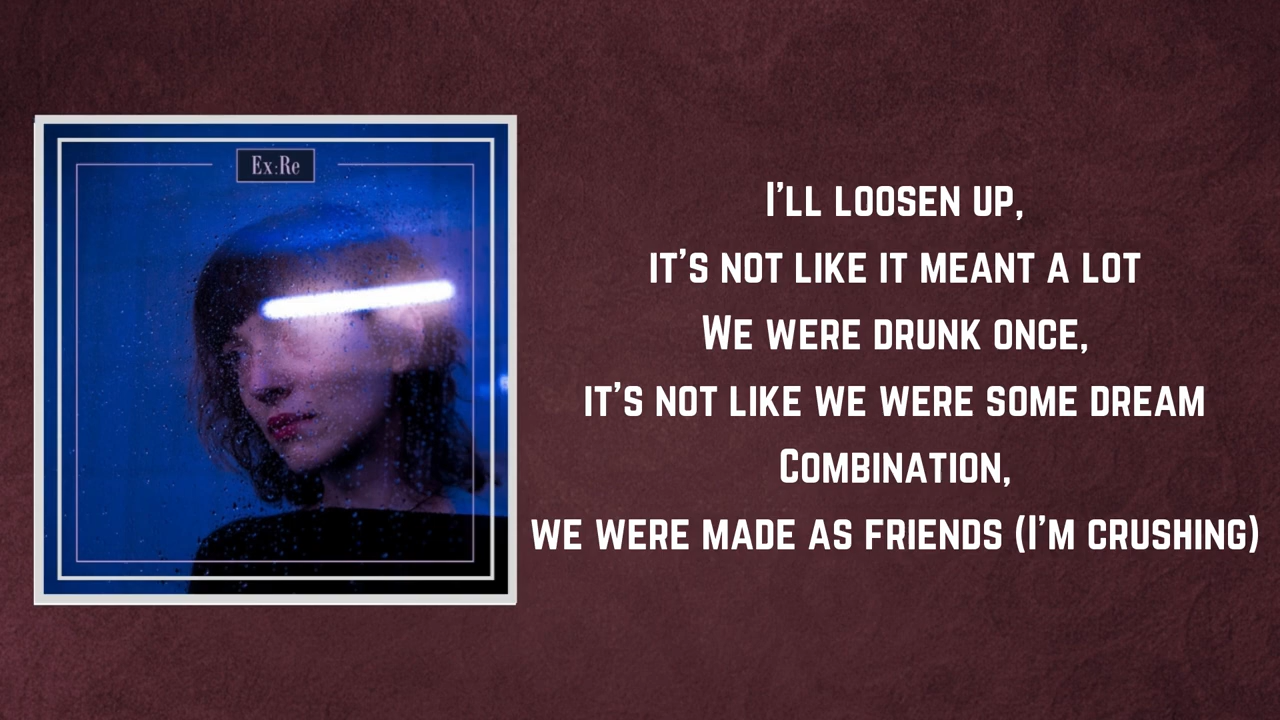 Ex:Re
I'll loosen up,
it's not like it meant a lot
We were drunk once,
it's not like we were some dream
Combination,
we were made as friends (I'm crushing)